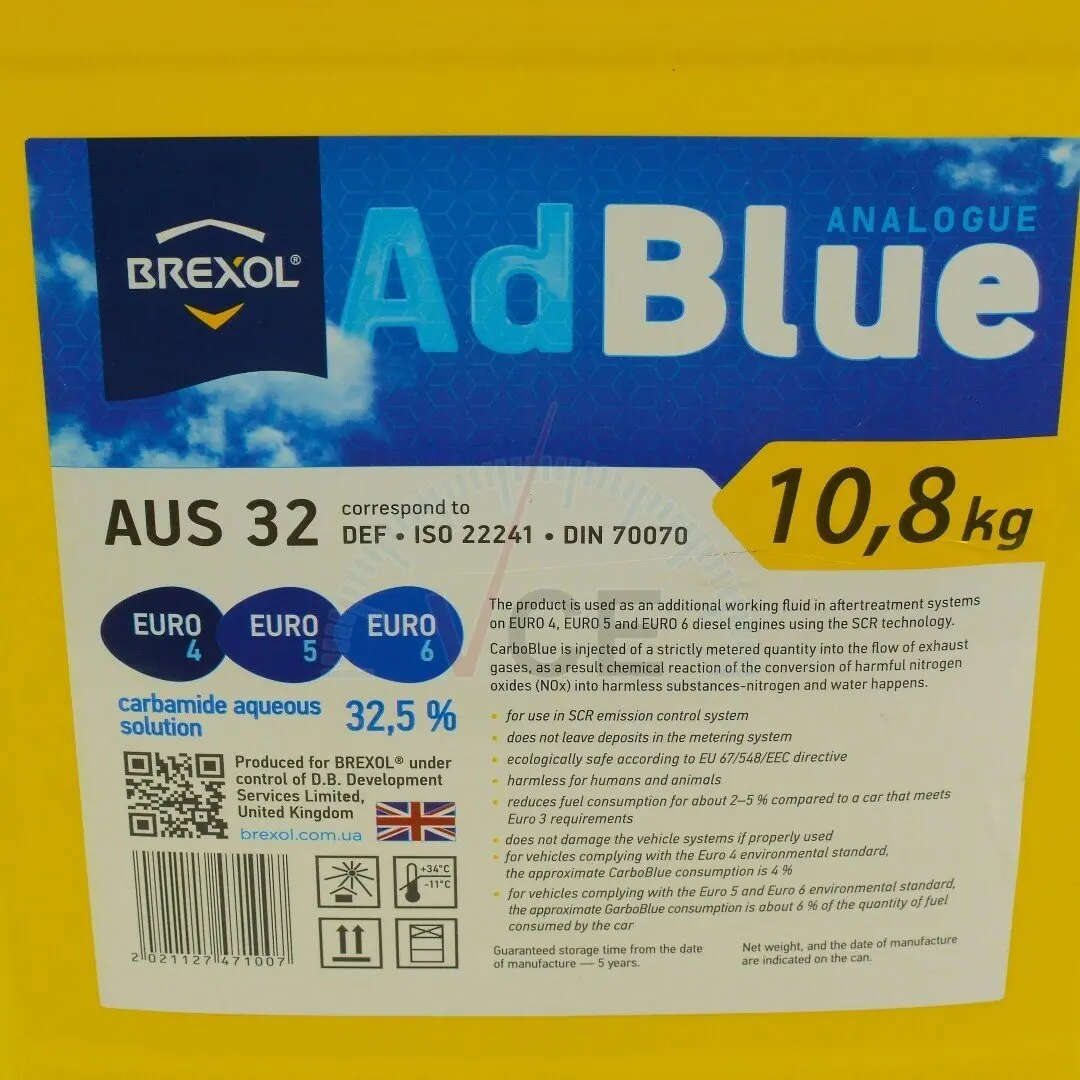 BREXOL®
ANALOGUE
AdBlue
10,8 kg
AUS 32
correspond to
DEF • ISO 22241 • DIN 70070
EURO 4
EURO 5
EURO 6
carbamide aqueous
solution
32,5 %
Produced for BREXOL® under
control of D.B. Development
Services Limited,
United Kingdom
brexol.com.ua
+34°C
-11°C
2 021127 471007
VCE
The product is used as an additional working fluid in aftertreatment systems
on EURO 4, EURO 5 and EURO 6 diesel engines using the SCR technology.
CarboBlue is injected of a strictly metered quantity into the flow of exhaust
gases, as a result chemical reaction of the conversion of harmful nitrogen
oxides (NOx) into harmless substances-nitrogen and water happens.
• for use in SCR emission control system
• does not leave deposits in the metering system
• ecologically safe according to EU 67/548/EEC directive
• harmless for humans and animals
• reduces fuel consumption for about 2–5 % compared to a car that meets
Euro 3 requirements
• does not damage the vehicle systems if properly used
• for vehicles complying with the Euro 4 environmental standard,
the approximate CarboBlue consumption is 4 %
• for vehicles complying with the Euro 5 and Euro 6 environmental standard,
the approximate GarboBlue consumption is about 6 % of the quantity of fuel
consumed by the car
Guaranteed storage time from the date
of manufacture — 5 years.
Net weight, and the date of manufacture
are indicated on the can.